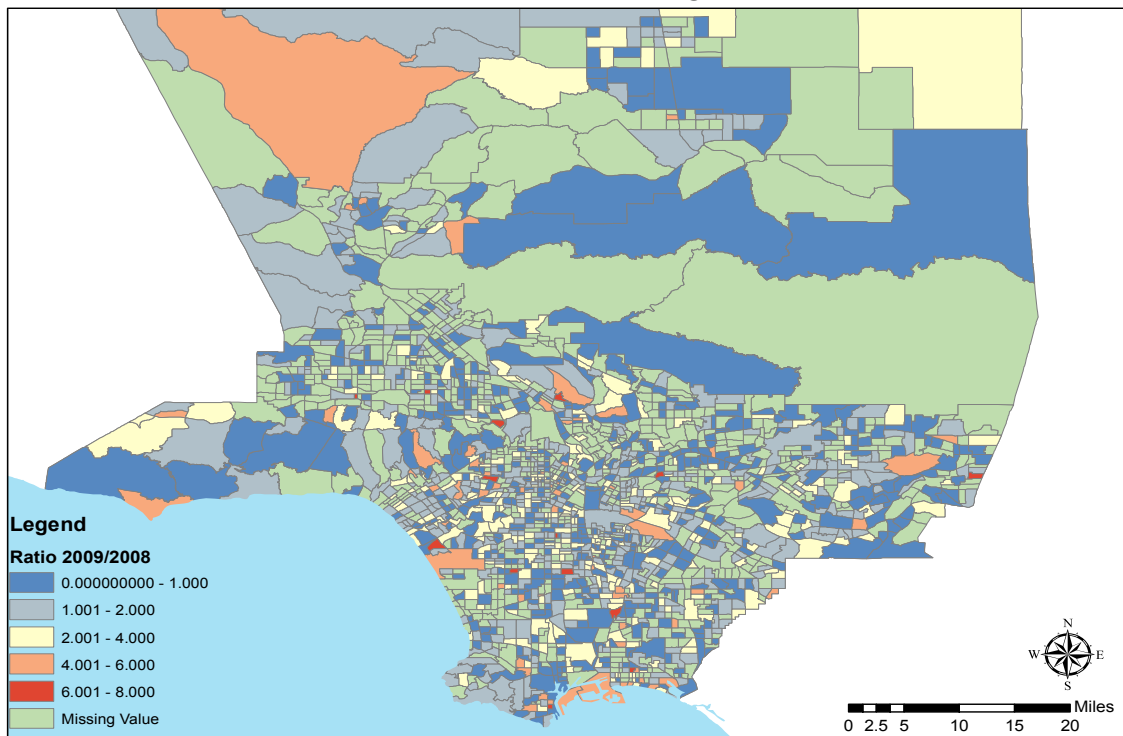 Legend
Ratio 2009/2008
0.000000000 - 1.000
1.001 - 2.000
2.001 - 4.000
4.001 - 6.000
6.001 - 8.000
Missing Value
N
W E
S
Miles
0 2.5 5 10 15 20